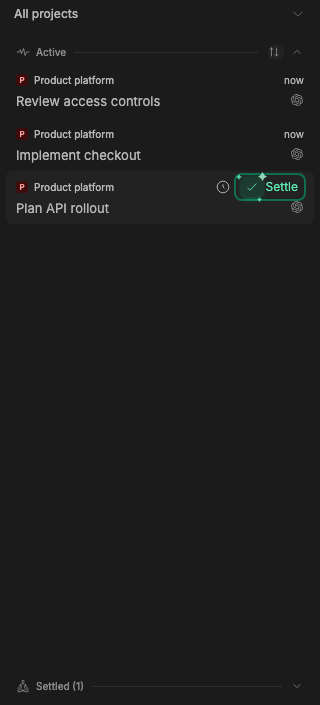 All projects
Active
P Product platform now
Review access controls
P Product platform now
Implement checkout
P Product platform Settle
Plan API rollout
Settled (1)